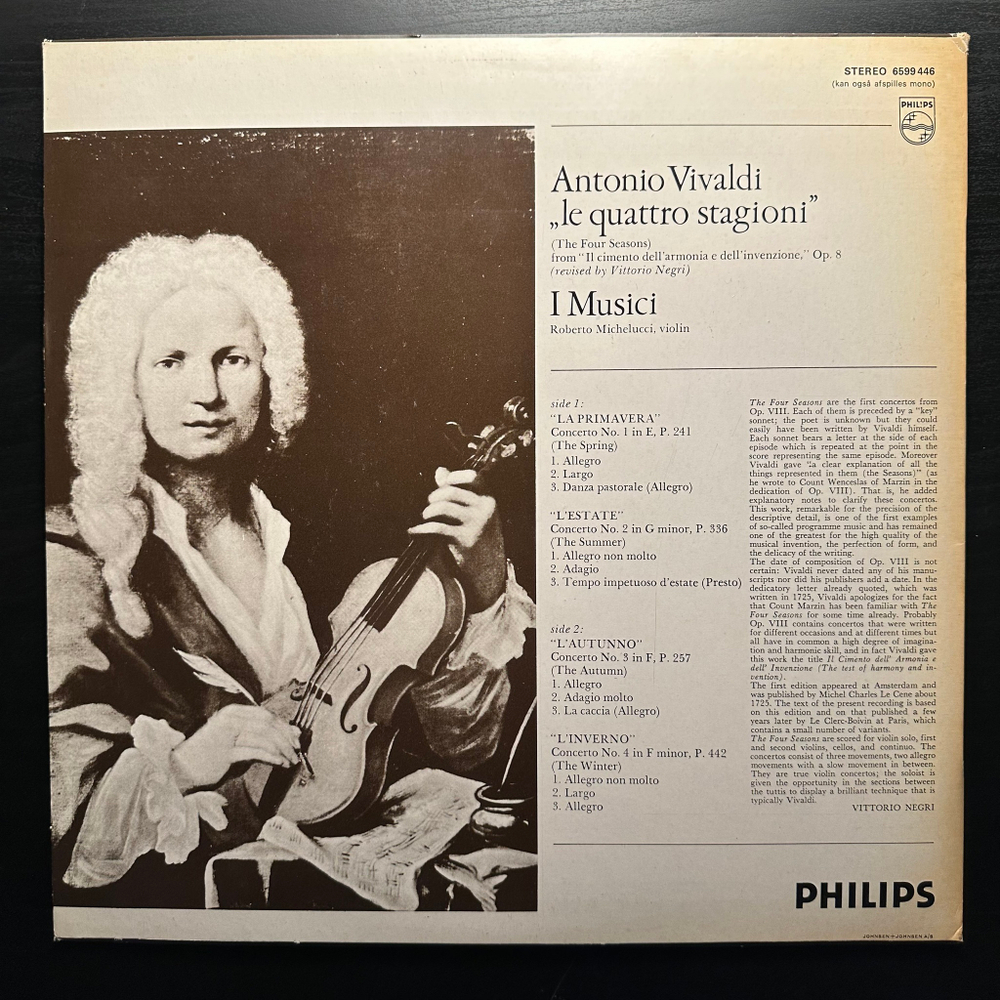 STEREO 6599 446
(kan også afspilles mono)
PHILIPS
Antonio Vivaldi
„le quattro stagioni”
(The Four Seasons)
from “Il cimento dell'armonia e dell'invenzione,” Op. 8
(revised by Vittorio Negri)
I Musici
Roberto Michelucci, violin
side 1:
“LA PRIMAVERA”
Concerto No. 1 in E, P. 241
(The Spring)
1. Allegro
2. Largo
3. Danza pastorale (Allegro)
“L'ESTATE”
Concerto No. 2 in G minor, P. 336
(The Summer)
1. Allegro non molto
2. Adagio
3. Tempo impetuoso d'estate (Presto)
side 2:
“L'AUTUNNO”
Concerto No. 3 in F, P. 257
(The Autumn)
1. Allegro
2. Adagio molto
3. La caccia (Allegro)
“L'INVERNO”
Concerto No. 4 in F minor, P. 442
(The Winter)
1. Allegro non molto
2. Largo
3. Allegro
The Four Seasons are the first concertos from
Op. VIII. Each of them is preceded by a “key”
sonnet; the poet is unknown but they could
easily have been written by Vivaldi himself.
Each sonnet bears a letter at the side of each
episode which is repeated at the point in the
score representing the same episode. Moreover
Vivaldi gave “a clear explanation of all the
things represented in them (the Seasons)” (as
he wrote to Count Wenceslas of Marzin in the
dedication of Op. VIII). That is, he added
explanatory notes to clarify these concertos.
This work, remarkable for the precision of the
descriptive detail, is one of the first examples
of so-called programme music and has remained
one of the greatest for the high quality of the
musical invention, the perfection of form, and
the delicacy of the writing.
The date of composition of Op. VIII is not
certain: Vivaldi never dated any of his manu-
scripts nor did his publishers add a date. In the
dedicatory letter already quoted, which was
written in 1725, Vivaldi apologizes for the fact
that Count Marzin has been familiar with The
Four Seasons for some time already. Probably
Op. VIII contains concertos that were written
for different occasions and at different times but
all have in common a high degree of imagina-
tion and harmonic skill, and in fact Vivaldi gave
this work the title Il Cimento dell' Armonia e
dell' Invenzione (The test of harmony and in-
vention).
The first edition appeared at Amsterdam and
was published by Michel Charles Le Cene about
1725. The text of the present recording is based
on this edition and on that published a few
years later by Le Clerc-Boivin at Paris, which
contains a small number of variants.
The Four Seasons are scored for violin solo, first
and second violins, cellos, and continuo. The
concertos consist of three movements, two allegro
movements with a slow movement in between.
They are true violin concertos; the soloist is
given the opportunity in the sections between
the tuttis to display a brilliant technique that is
typically Vivaldi.
VITTORIO NEGRI
PHILIPS
JOHNSEN+JOHNSEN A/S